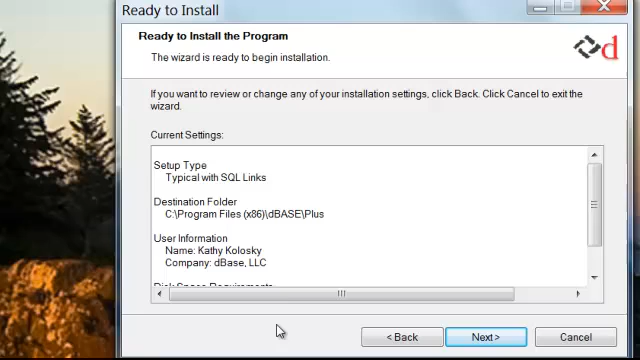 Ready to Install
Ready to Install the Program
The wizard is ready to begin installation.
d
If you want to review or change any of your installation settings, click Back. Click Cancel to exit the
wizard.
Current Settings:
Setup Type
Typical with SQL Links
Destination Folder
C:\Program Files (x86)\dBASE\Plus
User Information
Name: Kathy Kolosky
Company: dBase, LLC
Disk Space Requirements
< Back
Next >
Cancel